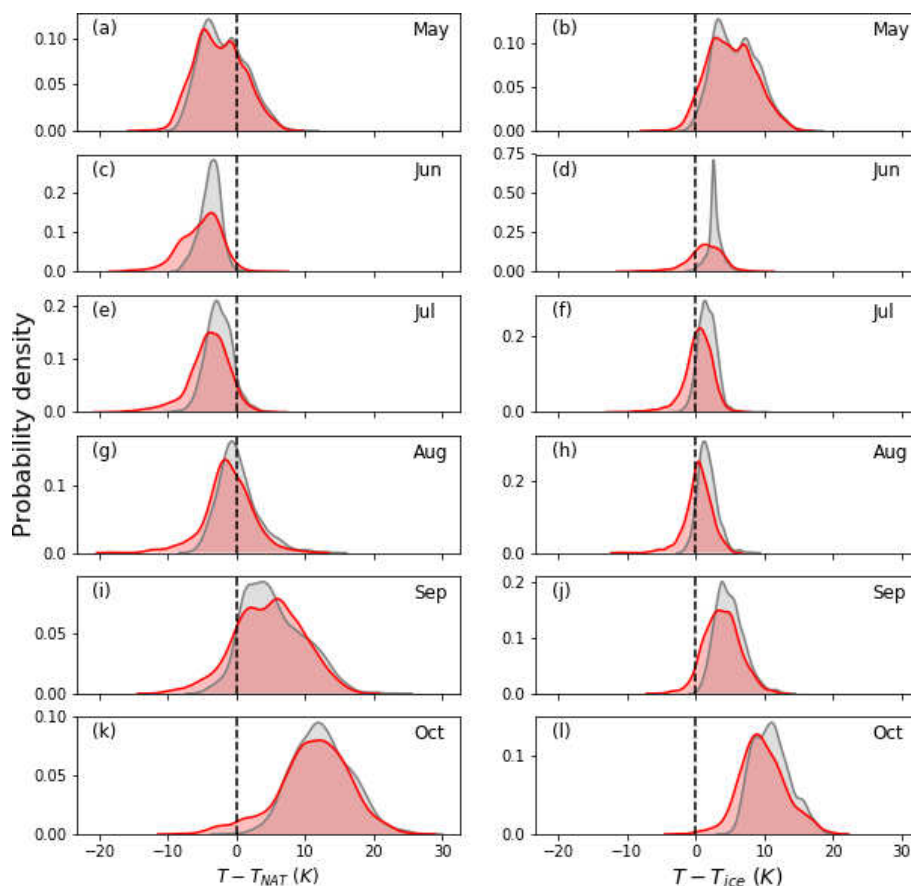 (a) May
0.10
0.05
0.00
(b) May
0.10
0.05
0.00
(c) Jun
0.2
0.1
0.0
(d) Jun
0.75
0.50
0.25
0.00
(e) Jul
0.2
0.1
0.0
(f) Jul
0.2
0.0
Probability density
(g) Aug
0.1
0.0
(h) Aug
0.2
0.0
(i) Sep
0.05
0.00
(j) Sep
0.2
0.1
0.0
(k) Oct
0.10
0.05
0.00
−20 −10 0 10 20 30
T − T_NAT (K)
(l) Oct
0.1
0.0
−20 −10 0 10 20 30
T − T_ice (K)